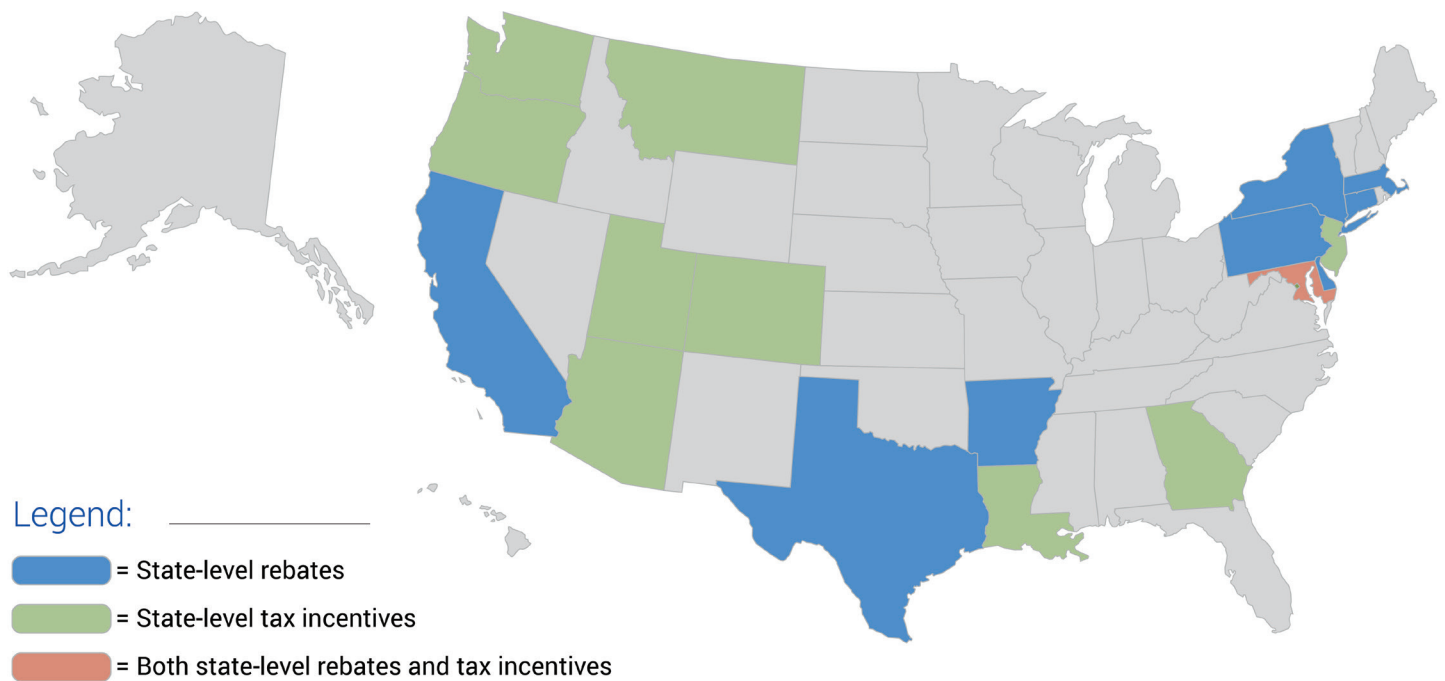 Legend:
= State-level rebates
= State-level tax incentives
= Both state-level rebates and tax incentives